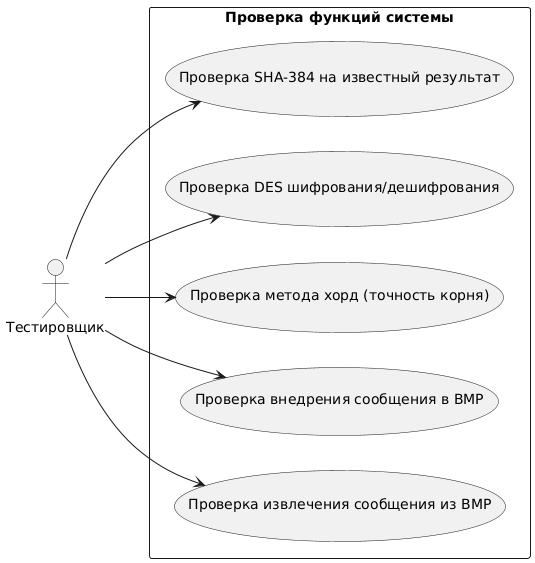 Проверка функций системы
Проверка SHA-384 на известный результат
Проверка DES шифрования/дешифрования
Проверка метода хорд (точность корня)
Тестировщик
Проверка внедрения сообщения в BMP
Проверка извлечения сообщения из BMP